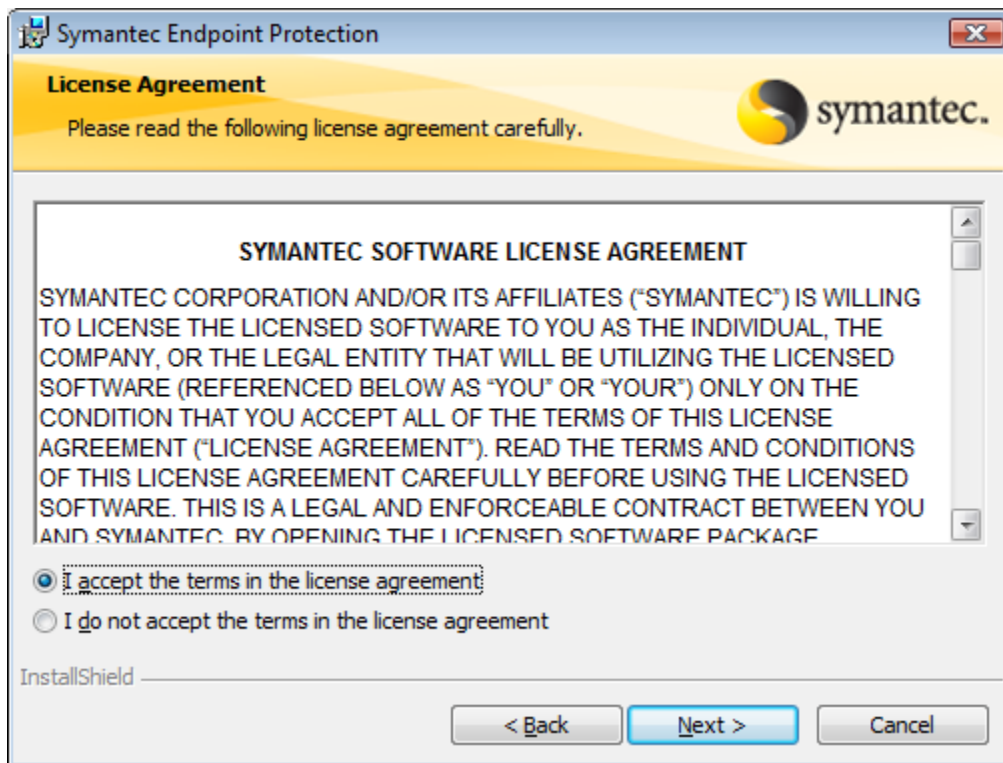 Symantec Endpoint Protection
License Agreement
Please read the following license agreement carefully.
symantec.
SYMANTEC SOFTWARE LICENSE AGREEMENT
SYMANTEC CORPORATION AND/OR ITS AFFILIATES (“SYMANTEC”) IS WILLING
TO LICENSE THE LICENSED SOFTWARE TO YOU AS THE INDIVIDUAL, THE
COMPANY, OR THE LEGAL ENTITY THAT WILL BE UTILIZING THE LICENSED
SOFTWARE (REFERENCED BELOW AS “YOU” OR “YOUR”) ONLY ON THE
CONDITION THAT YOU ACCEPT ALL OF THE TERMS OF THIS LICENSE
AGREEMENT (“LICENSE AGREEMENT”). READ THE TERMS AND CONDITIONS
OF THIS LICENSE AGREEMENT CAREFULLY BEFORE USING THE LICENSED
SOFTWARE. THIS IS A LEGAL AND ENFORCEABLE CONTRACT BETWEEN YOU
AND SYMANTEC. BY OPENING THE LICENSED SOFTWARE PACKAGE
I accept the terms in the license agreement
I do not accept the terms in the license agreement
InstallShield
< Back
Next >
Cancel